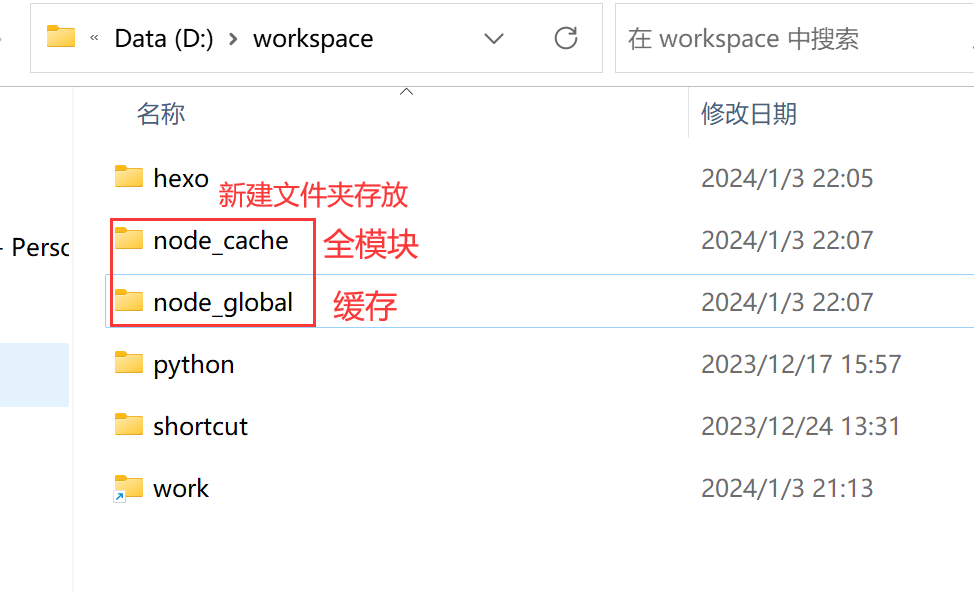 « Data (D:) > workspace
在 workspace 中搜索
名称 修改日期
hexo 2024/1/3 22:05
新建文件夹存放
node_cache 全模块 2024/1/3 22:07
- Perso
node_global 缓存 2024/1/3 22:07
python 2023/12/17 15:57
shortcut 2023/12/24 13:31
work 2024/1/3 21:13